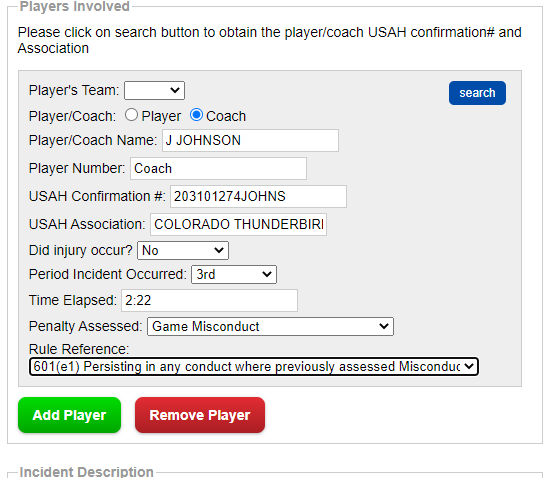 Players Involved
Please click on search button to obtain the player/coach USAH confirmation# and
Association
Player's Team:
search
Player/Coach: Player Coach
Player/Coach Name: J JOHNSON
Player Number: Coach
USAH Confirmation #: 203101274JOHNS
USAH Association: COLORADO THUNDERBIRI
Did injury occur? No
Period Incident Occurred: 3rd
Time Elapsed: 2:22
Penalty Assessed: Game Misconduct
Rule Reference:
601(e1) Persisting in any conduct where previously assessed Misconduc
Add Player Remove Player
Incident Description